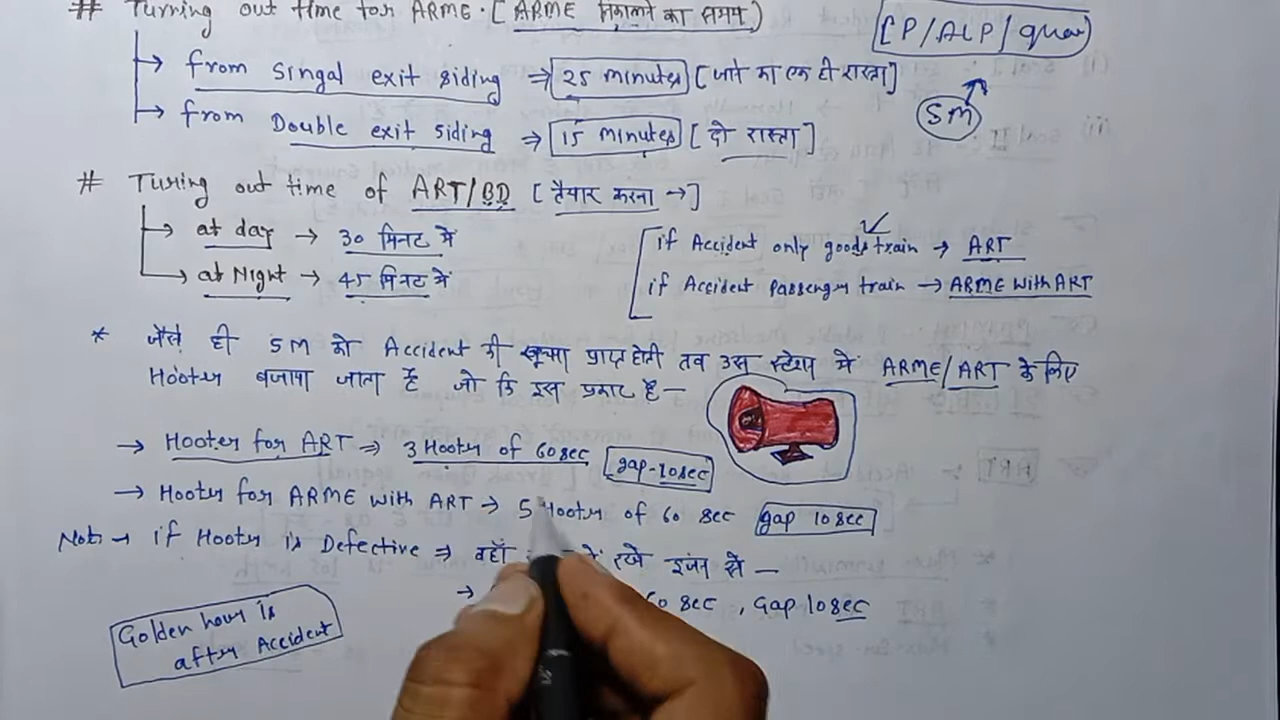 # Turning out time for ARME. [ARME निकालने का समय]
[LP/ALP/Guard]
→ from Singal exit siding ⇒ 25 minutes [जाने का एक ही रास्ता]
SM
→ from Double exit siding ⇒ 15 minutes [दो रास्ता]
# Turing out time of ART/BD [तैयार करना →]
→ at day → 30 मिनट में
if Accident only goods train → ART
→ at Night → 45 मिनट में
if Accident Passenger train → ARME with ART
* जैसे ही SM को Accident की सूचना प्राप्त होगी तब उस स्टेशन में ARME/ART के लिए
Hooter बजाया जाता है जो कि इस प्रकार है —
→ Hooter for ART ⇒ 3 Hooter of 60 sec gap-10sec
→ Hooter for ARME with ART → 5 Hooter of 60 sec gap 10 sec
Note → if Hooter is Defective ⇒ वहाँ रखे इंजन से —
→ 60 sec, Gap 10 sec
Golden hour is
after Accident